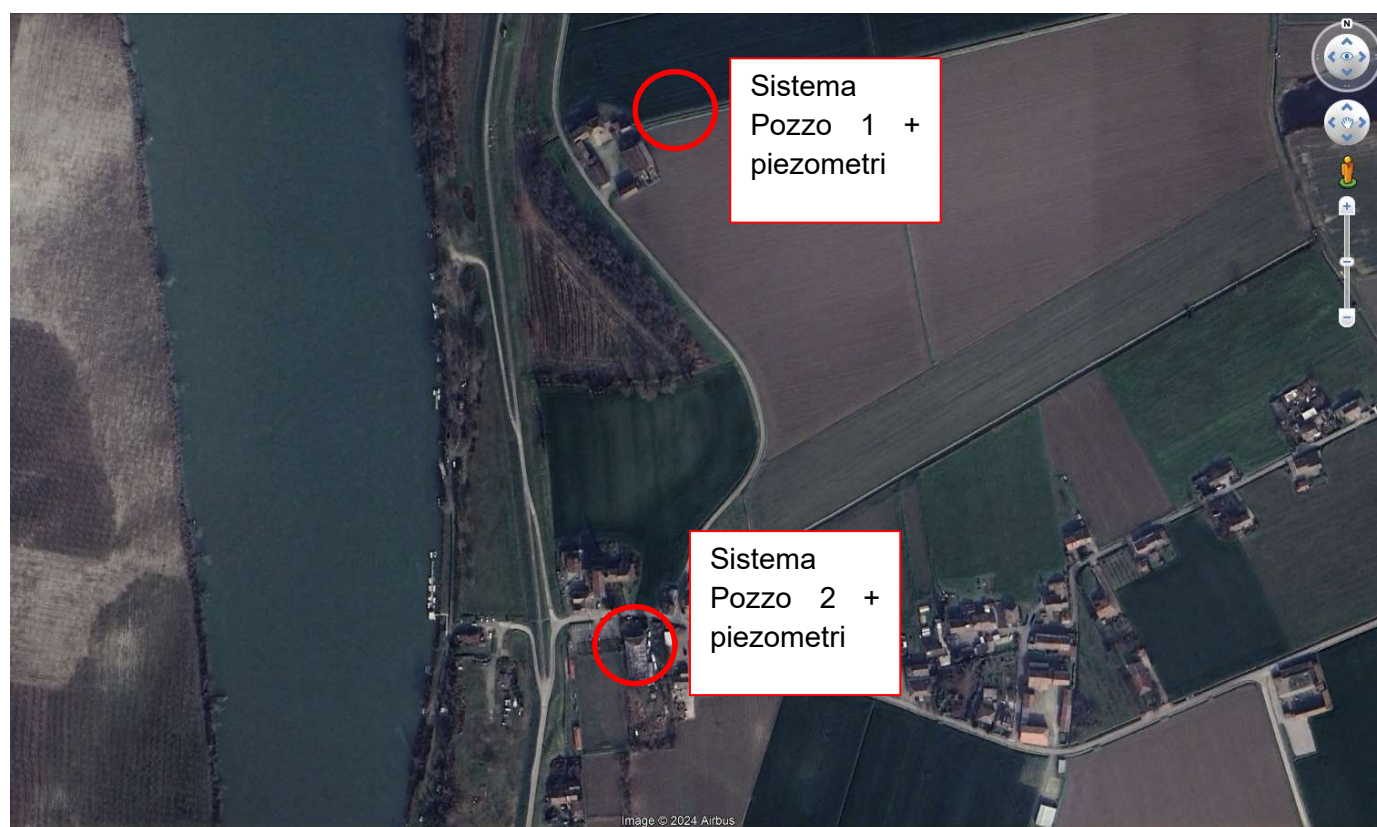 N
Sistema
Pozzo 1 +
piezometri
Sistema
Pozzo 2 +
piezometri
Image © 2024 Airbus